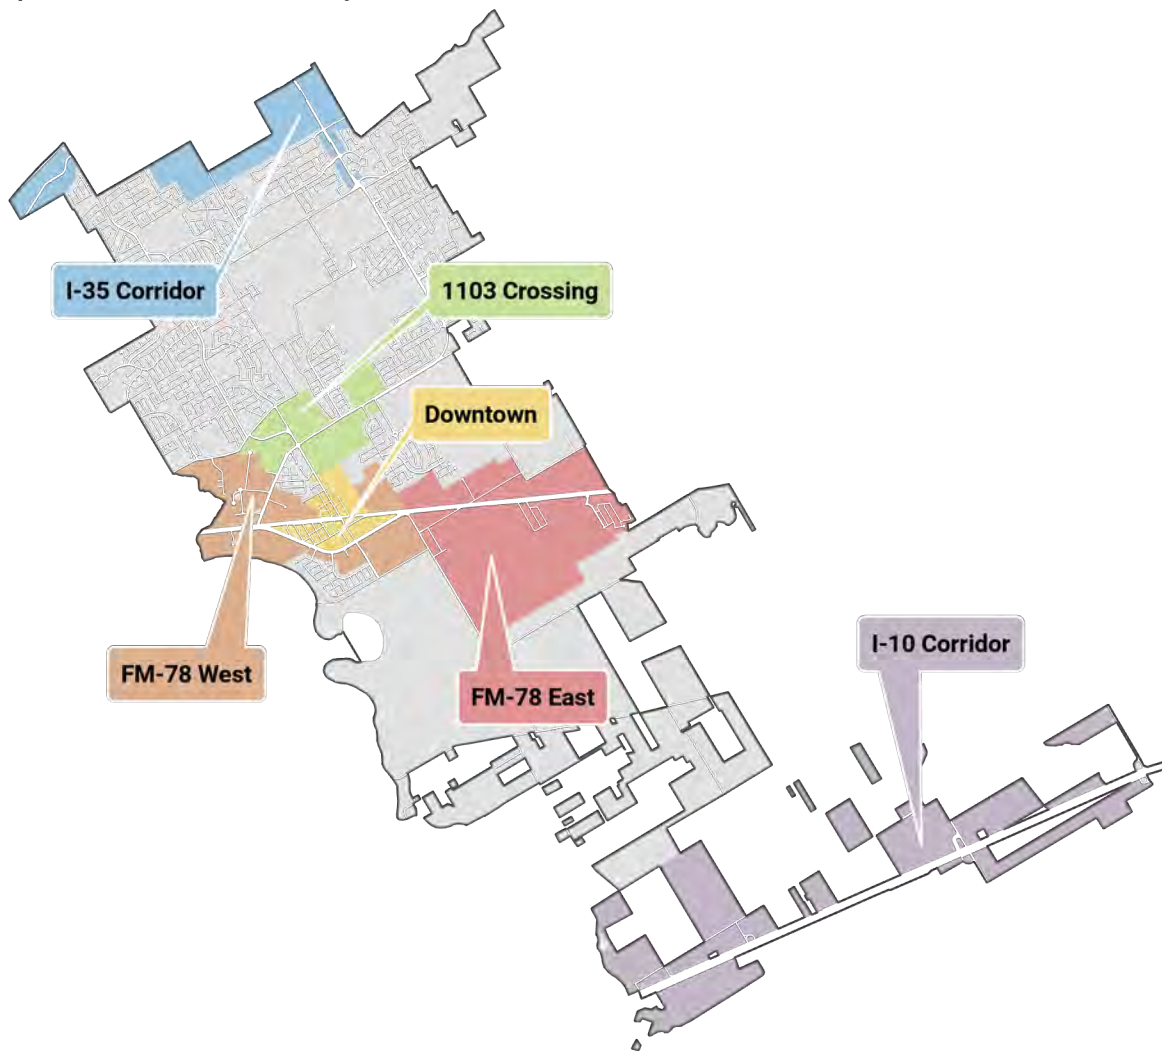 I-35 Corridor
1103 Crossing
Downtown
I-10 Corridor
FM-78 West
FM-78 East